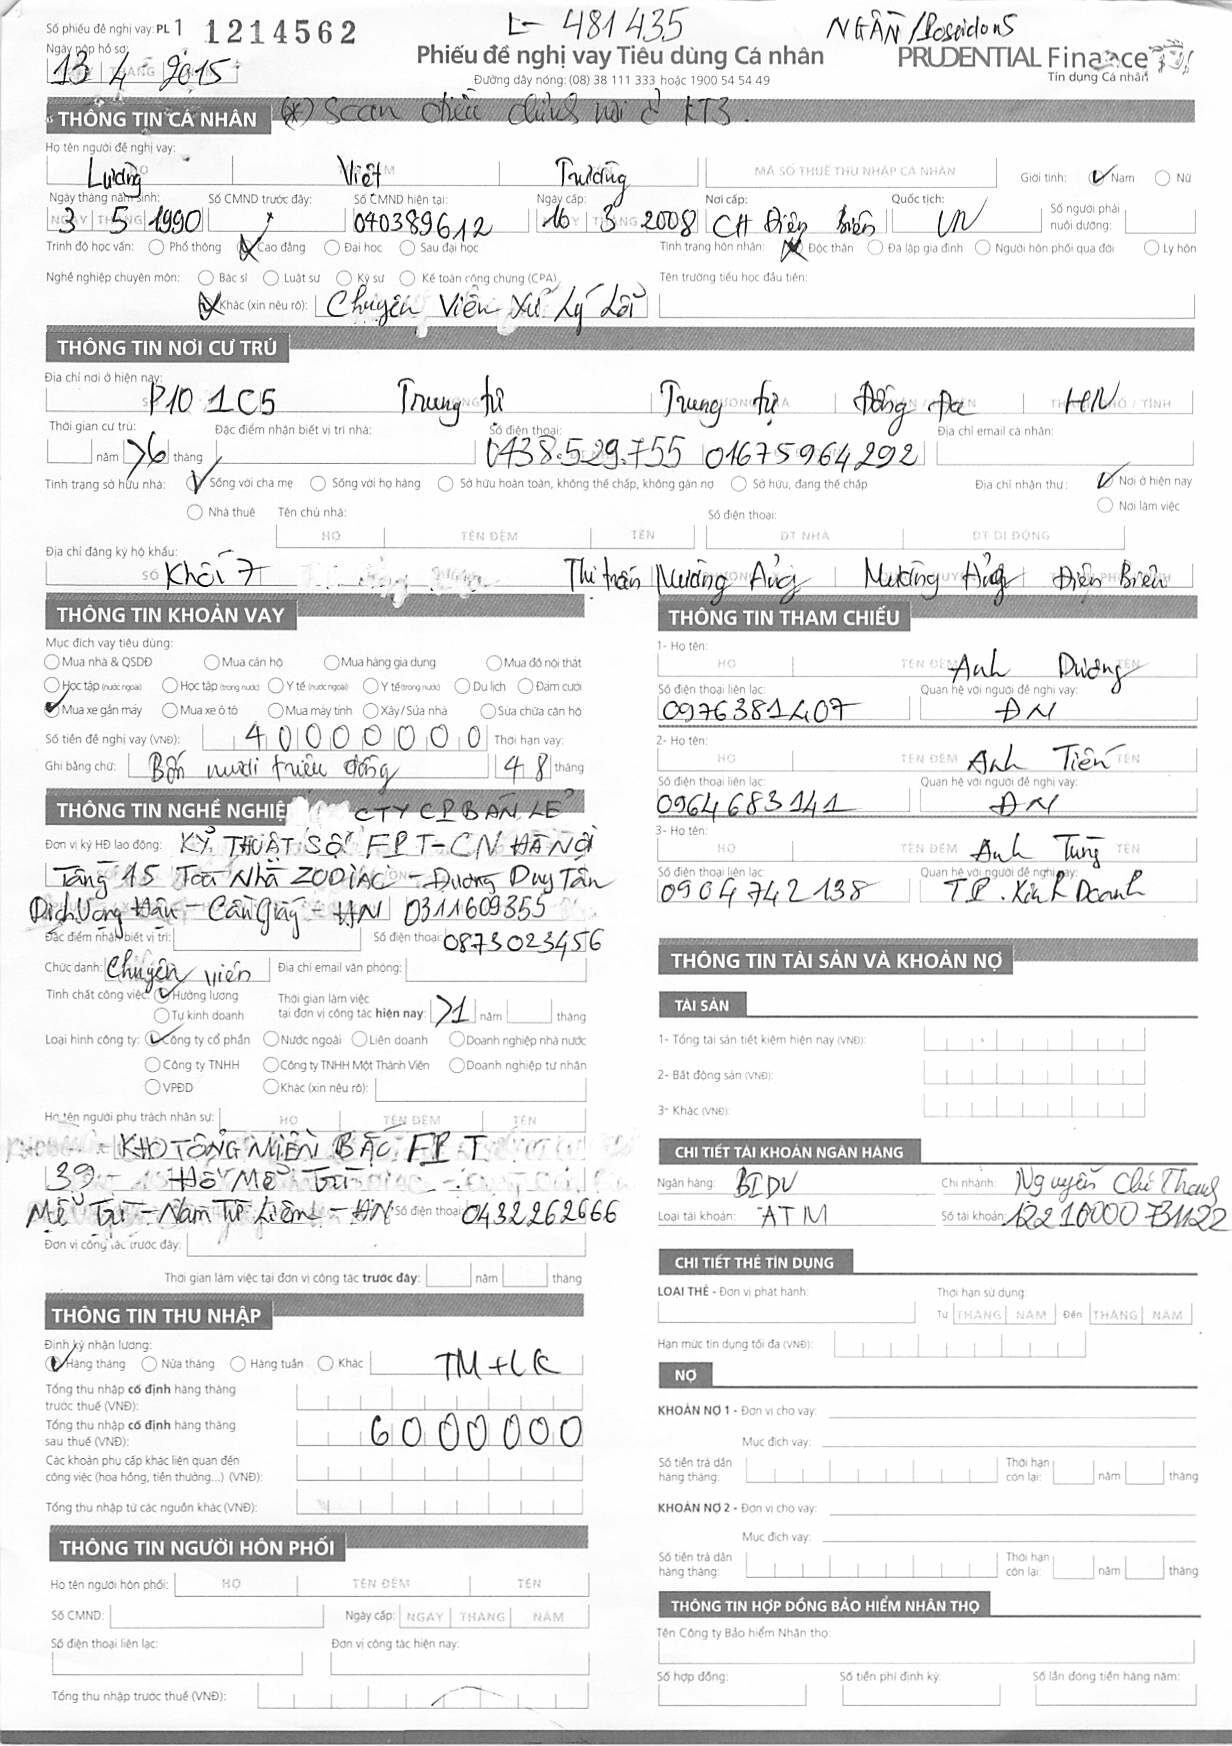 Số phiếu đề nghị vay: PL 1 1214562
L- 481435
NGÂN/Poseidon5
Ngày nộp hồ sơ:
13 4 2015
Phiếu đề nghị vay Tiêu dùng Cá nhân
Đường dây nóng: (08) 38 111 333 hoặc 1900 54 54 49
PRUDENTIAL Finance
Tín dụng Cá nhân
THÔNG TIN CÁ NHÂN (*) Scan điều chỉnh nơi ở KT3.
Họ tên người đề nghị vay:
Lường Việt Trường MÃ SỐ THUẾ THU NHẬP CÁ NHÂN Giới tính: Nam Nữ
Ngày tháng năm sinh: Số CMND trước đây: Số CMND hiện tại: Ngày cấp: Nơi cấp: Quốc tịch: Số người phải nuôi dưỡng:
3 5 1990 040389612 16 3 2008 CA Điện Biên VN
Trình độ học vấn: Phổ thông Cao đẳng Đại học Sau đại học Tình trạng hôn nhân: Độc thân Đã lập gia đình Người hôn phối qua đời Ly hôn
Nghề nghiệp chuyên môn: Bác sĩ Luật sư Kỹ sư Kế toán công chứng (CPA) Tên trường tiểu học đầu tiên:
Khác (xin nêu rõ): Chuyên Viên Xử Lý Lỗi
THÔNG TIN NƠI CƯ TRÚ
Địa chỉ nơi ở hiện nay:
P101C5 Trung tự Trung tự Đống Đa HN
Thời gian cư trú: Đặc điểm nhận biết vị trí nhà: Số điện thoại: Địa chỉ email cá nhân:
năm >6 tháng 0438.529.755 01675964292
Tình trạng sở hữu nhà: Sống với cha mẹ Sống với họ hàng Sở hữu hoàn toàn, không thế chấp, không gán nợ Sở hữu, đang thế chấp Địa chỉ nhận thư: Nơi ở hiện nay
Nhà thuê Tên chủ nhà: Số điện thoại: Nơi làm việc
HỌ TÊN ĐỆM TÊN ĐT NHÀ ĐT DI ĐỘNG
Địa chỉ đăng ký hộ khẩu:
SỐ Khối 7 Thị trấn Mường Ảng Mường Ảng Điện Biên
THÔNG TIN KHOẢN VAY
Mục đích vay tiêu dùng:
Mua nhà & QSDĐ Mua căn hộ Mua hàng gia dụng Mua đồ nội thất
Học tập (nước ngoài) Học tập (trong nước) Y tế (nước ngoài) Y tế (trong nước) Du lịch Đám cưới
Mua xe gắn máy Mua xe ô tô Mua máy tính Xây/Sửa nhà Sửa chữa căn hộ
Số tiền đề nghị vay (VNĐ): 40000000 Thời hạn vay:
Ghi bằng chữ: Bốn mươi triệu đồng 48 tháng
THÔNG TIN THAM CHIẾU
1- Họ tên:
HỌ TÊN ĐỆM TÊN Anh Dương
Số điện thoại liên lạc: Quan hệ với người đề nghị vay:
0976381407 ĐN
2- Họ tên:
HỌ TÊN ĐỆM TÊN Anh Tiến
Số điện thoại liên lạc: Quan hệ với người đề nghị vay:
0964683141 ĐN
3- Họ tên:
HỌ TÊN ĐỆM TÊN Anh Tùng
Số điện thoại liên lạc: Quan hệ với người đề nghị vay:
0904742138 TP. Kinh Doanh
THÔNG TIN NGHỀ NGHIỆP CTY CP BÁN LẺ
Đơn vị ký HĐ lao động: KỸ THUẬT SỐ FPT-CN HÀ NỘI
Tầng 15 Toà Nhà ZODIAC - Đường Duy Tân
Dịch Vọng Hậu - Cầu Giấy - HN 0311609355
Đặc điểm nhận biết vị trí: Số điện thoại: 0873023456
Chức danh: Chuyên viên Địa chỉ email văn phòng:
Tính chất công việc: Hưởng lương Thời gian làm việc
Tự kinh doanh tại đơn vị công tác hiện nay: >1 năm tháng
Loại hình công ty: Công ty cổ phần Nước ngoài Liên doanh Doanh nghiệp nhà nước
Công ty TNHH Công ty TNHH Một Thành Viên Doanh nghiệp tư nhân
VPĐD Khác (xin nêu rõ):
Họ tên người phụ trách nhân sự: HỌ TÊN ĐỆM TÊN
KHO TỔNG MIỀN BẮC FPT
39 - Hồ Mễ Trì
Mễ Trì - Nam Từ Liêm - HN Số điện thoại 0432262666
Đơn vị công tác trước đây:
Thời gian làm việc tại đơn vị công tác trước đây: năm tháng
THÔNG TIN TÀI SẢN VÀ KHOẢN NỢ
TÀI SẢN
1- Tổng tài sản tiết kiệm hiện nay (VNĐ):
2- Bất động sản (VNĐ):
3- Khác (VNĐ):
CHI TIẾT TÀI KHOẢN NGÂN HÀNG
Ngân hàng: BIDV Chi nhánh: Nguyễn Chí Thanh
Loại tài khoản: ATM Số tài khoản: 12210000731122
CHI TIẾT THẺ TÍN DỤNG
LOẠI THẺ - Đơn vị phát hành: Thời hạn sử dụng:
Từ THÁNG NĂM Đến THÁNG NĂM
Hạn mức tín dụng tối đa (VNĐ):
THÔNG TIN THU NHẬP
Định kỳ nhận lương:
Hàng tháng Nửa tháng Hàng tuần Khác TM+CK
Tổng thu nhập cố định hàng tháng
trước thuế (VNĐ):
Tổng thu nhập cố định hàng tháng
sau thuế (VNĐ): 6000000
Các khoản phụ cấp khác liên quan đến
công việc (hoa hồng, tiền thưởng...) (VNĐ):
Tổng thu nhập từ các nguồn khác (VNĐ):
NỢ
KHOẢN NỢ 1 - Đơn vị cho vay:
Mục đích vay:
Số tiền trả dần hàng tháng: Thời hạn còn lại: năm tháng
KHOẢN NỢ 2 - Đơn vị cho vay:
Mục đích vay:
Số tiền trả dần hàng tháng: Thời hạn còn lại: năm tháng
THÔNG TIN NGƯỜI HÔN PHỐI
Họ tên người hôn phối: HỌ TÊN ĐỆM TÊN
Số CMND: Ngày cấp: NGÀY THÁNG NĂM
Số điện thoại liên lạc: Đơn vị công tác hiện nay:
Tổng thu nhập trước thuế (VNĐ):
THÔNG TIN HỢP ĐỒNG BẢO HIỂM NHÂN THỌ
Tên Công ty Bảo hiểm Nhân thọ:
Số hợp đồng: Số tiền phí định kỳ: Số lần đóng tiền hàng năm: